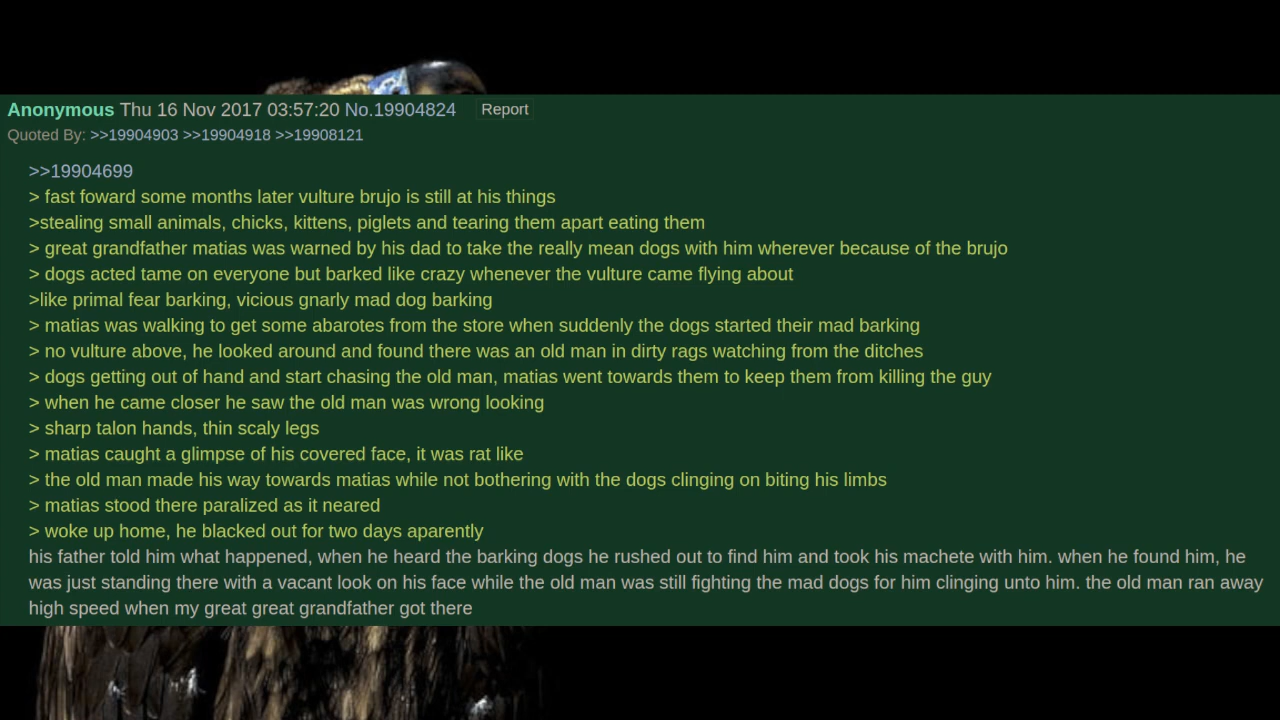 Anonymous Thu 16 Nov 2017 03:57:20 No.19904824 Report
Quoted By: >>19904903 >>19904918 >>19908121
>>19904699
> fast foward some months later vulture brujo is still at his things
>stealing small animals, chicks, kittens, piglets and tearing them apart eating them
> great grandfather matias was warned by his dad to take the really mean dogs with him wherever because of the brujo
> dogs acted tame on everyone but barked like crazy whenever the vulture came flying about
>like primal fear barking, vicious gnarly mad dog barking
> matias was walking to get some abarotes from the store when suddenly the dogs started their mad barking
> no vulture above, he looked around and found there was an old man in dirty rags watching from the ditches
> dogs getting out of hand and start chasing the old man, matias went towards them to keep them from killing the guy
> when he came closer he saw the old man was wrong looking
> sharp talon hands, thin scaly legs
> matias caught a glimpse of his covered face, it was rat like
> the old man made his way towards matias while not bothering with the dogs clinging on biting his limbs
> matias stood there paralized as it neared
> woke up home, he blacked out for two days aparently
his father told him what happened, when he heard the barking dogs he rushed out to find him and took his machete with him. when he found him, he
was just standing there with a vacant look on his face while the old man was still fighting the mad dogs for him clinging unto him. the old man ran away
high speed when my great great grandfather got there